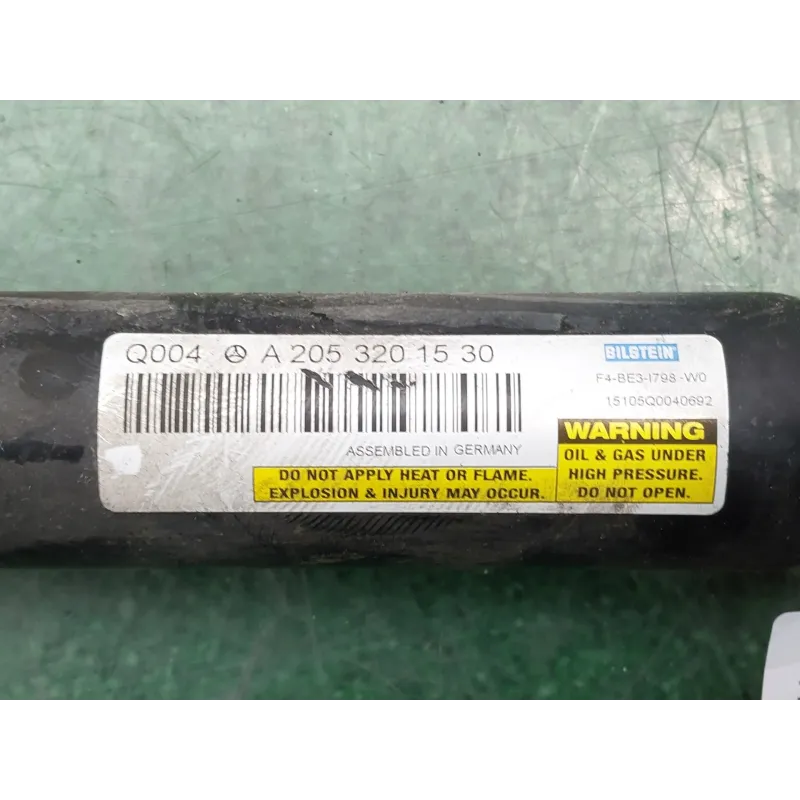 Q004 A 205 320 15 30
BILSTEIN
F4-BE3-I798-W0
15105Q0040692
ASSEMBLED IN GERMANY
WARNING
OIL & GAS UNDER
HIGH PRESSURE.
DO NOT OPEN.
DO NOT APPLY HEAT OR FLAME.
EXPLOSION & INJURY MAY OCCUR.